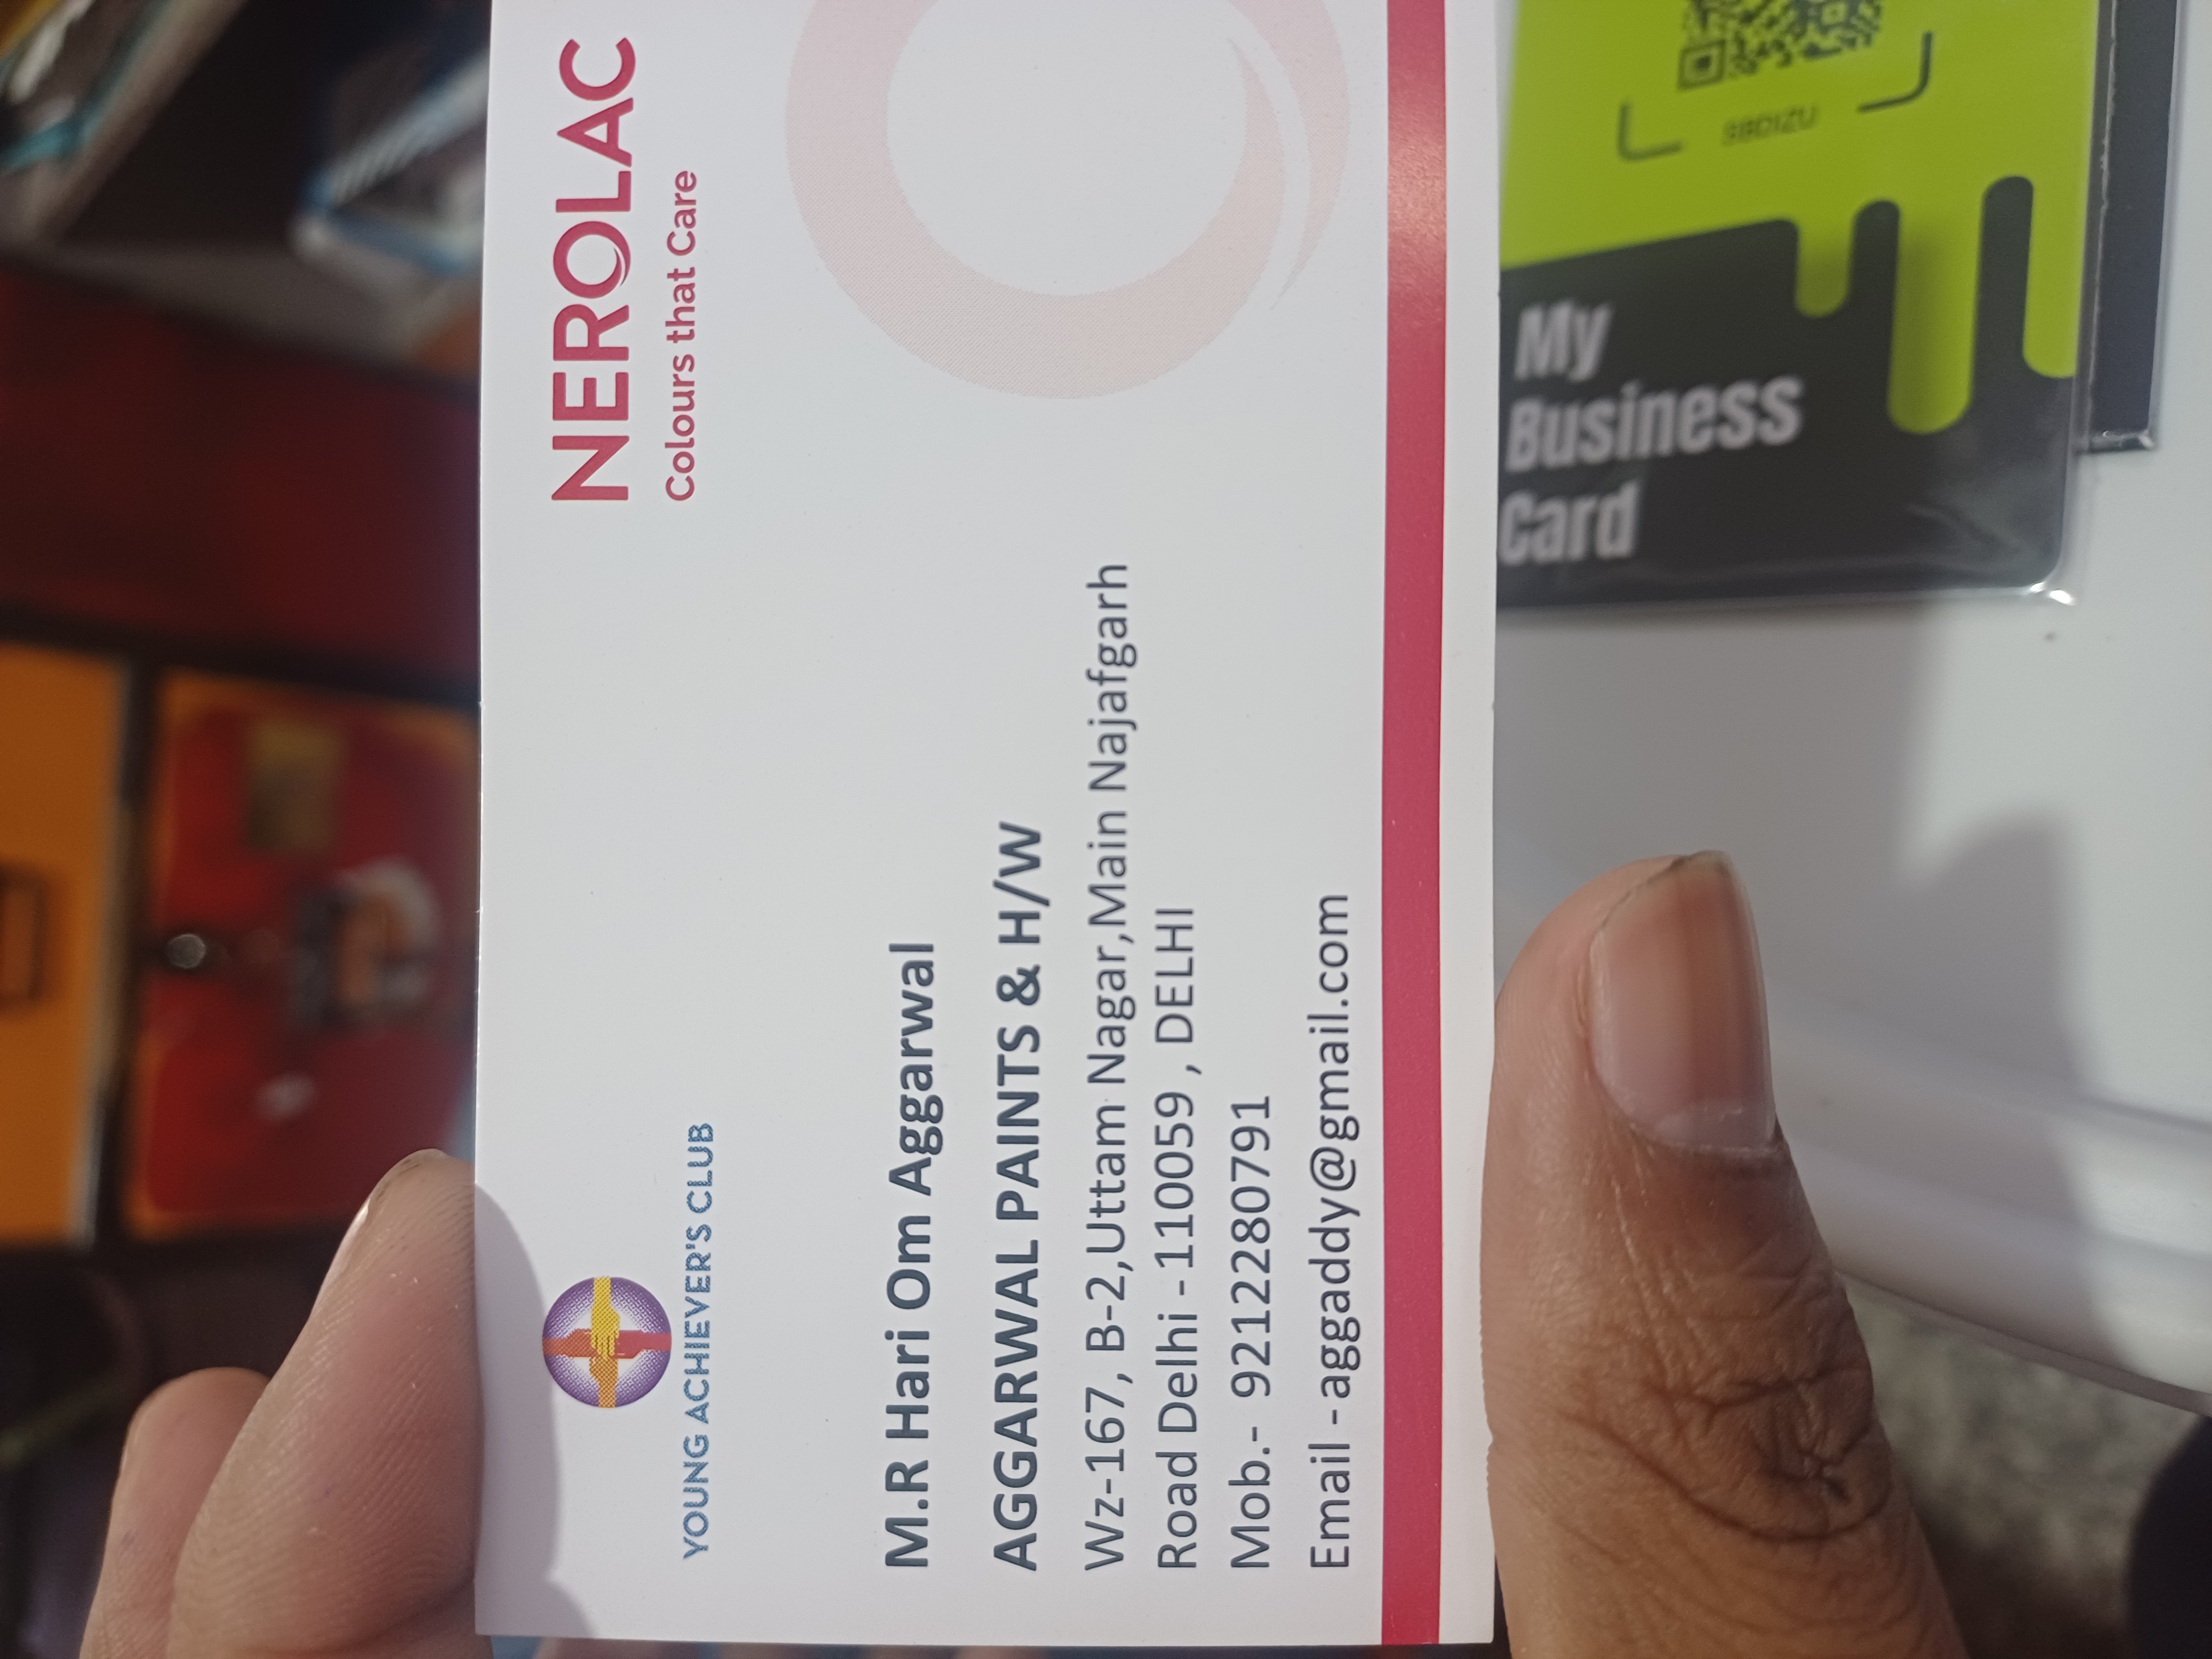 YOUNG ACHIEVER'S CLUB
NEROLAC
Colours that Care
M.R Hari Om Aggarwal
AGGARWAL PAINTS & H/W
Wz-167, B-2,Uttam Nagar,Main Najafgarh
Road Delhi -110059 , DELHI
Mob.- 9212280791
Email -aggaddy@gmail.com
My
Business
Card